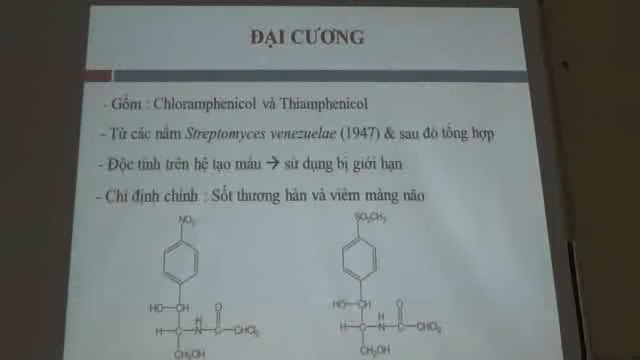 ĐẠI CƯƠNG
- Gồm : Chloramphenicol và Thiamphenicol
- Từ các nấm Streptomyces venezuelae (1947) & sau đó tổng hợp
- Độc tính trên hệ tạo máu → sử dụng bị giới hạn
- Chỉ định chính : Sốt thương hàn và viêm màng não
NO₂ SO₂CH₃
HO CH HO CH
O O
H H
H C N C CHCl₂ H C N C CHCl₂
CH₂OH CH₂OH